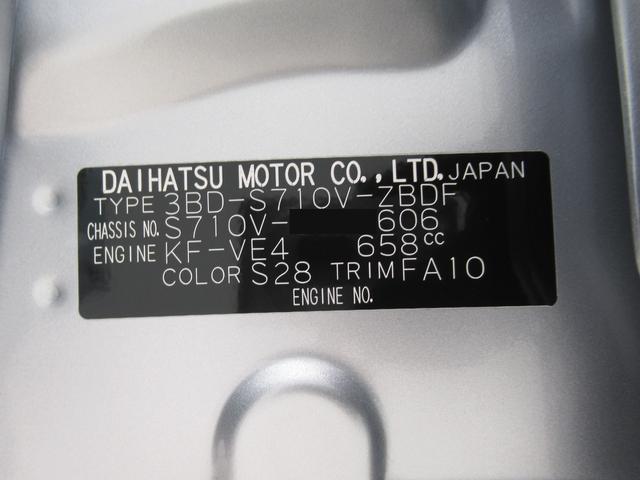 DAIHATSU MOTOR CO.,LTD. JAPAN
TYPE 3BD-S710V-ZBDF
CHASSIS NO. S710V- 606
ENGINE KF-VE4 658cc
COLOR S28 TRIM FA10
ENGINE NO.